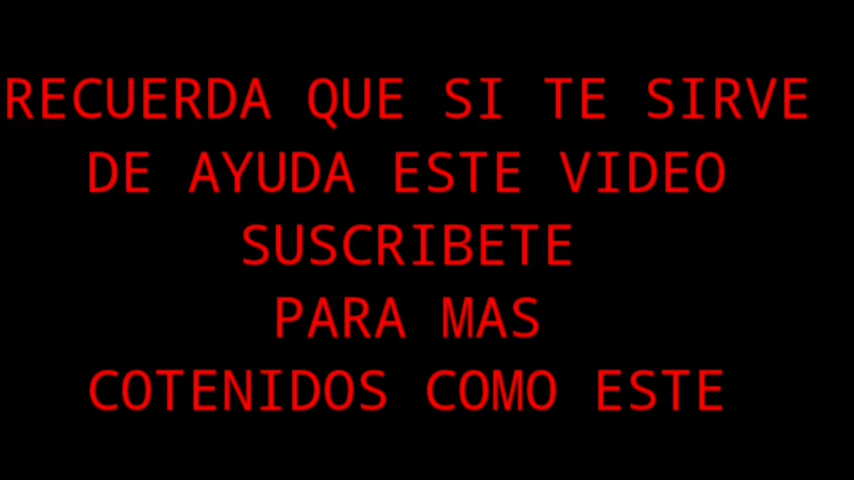 RECUERDA QUE SI TE SIRVE
DE AYUDA ESTE VIDEO
SUSCRIBETE
PARA MAS
COTENIDOS COMO ESTE